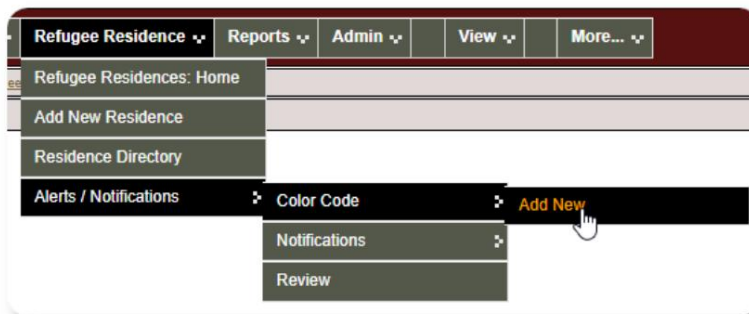 Refugee Residence Reports Admin View More...
Refugee Residences: Home
Add New Residence
Residence Directory
Alerts / Notifications Color Code Add New
Notifications
Review